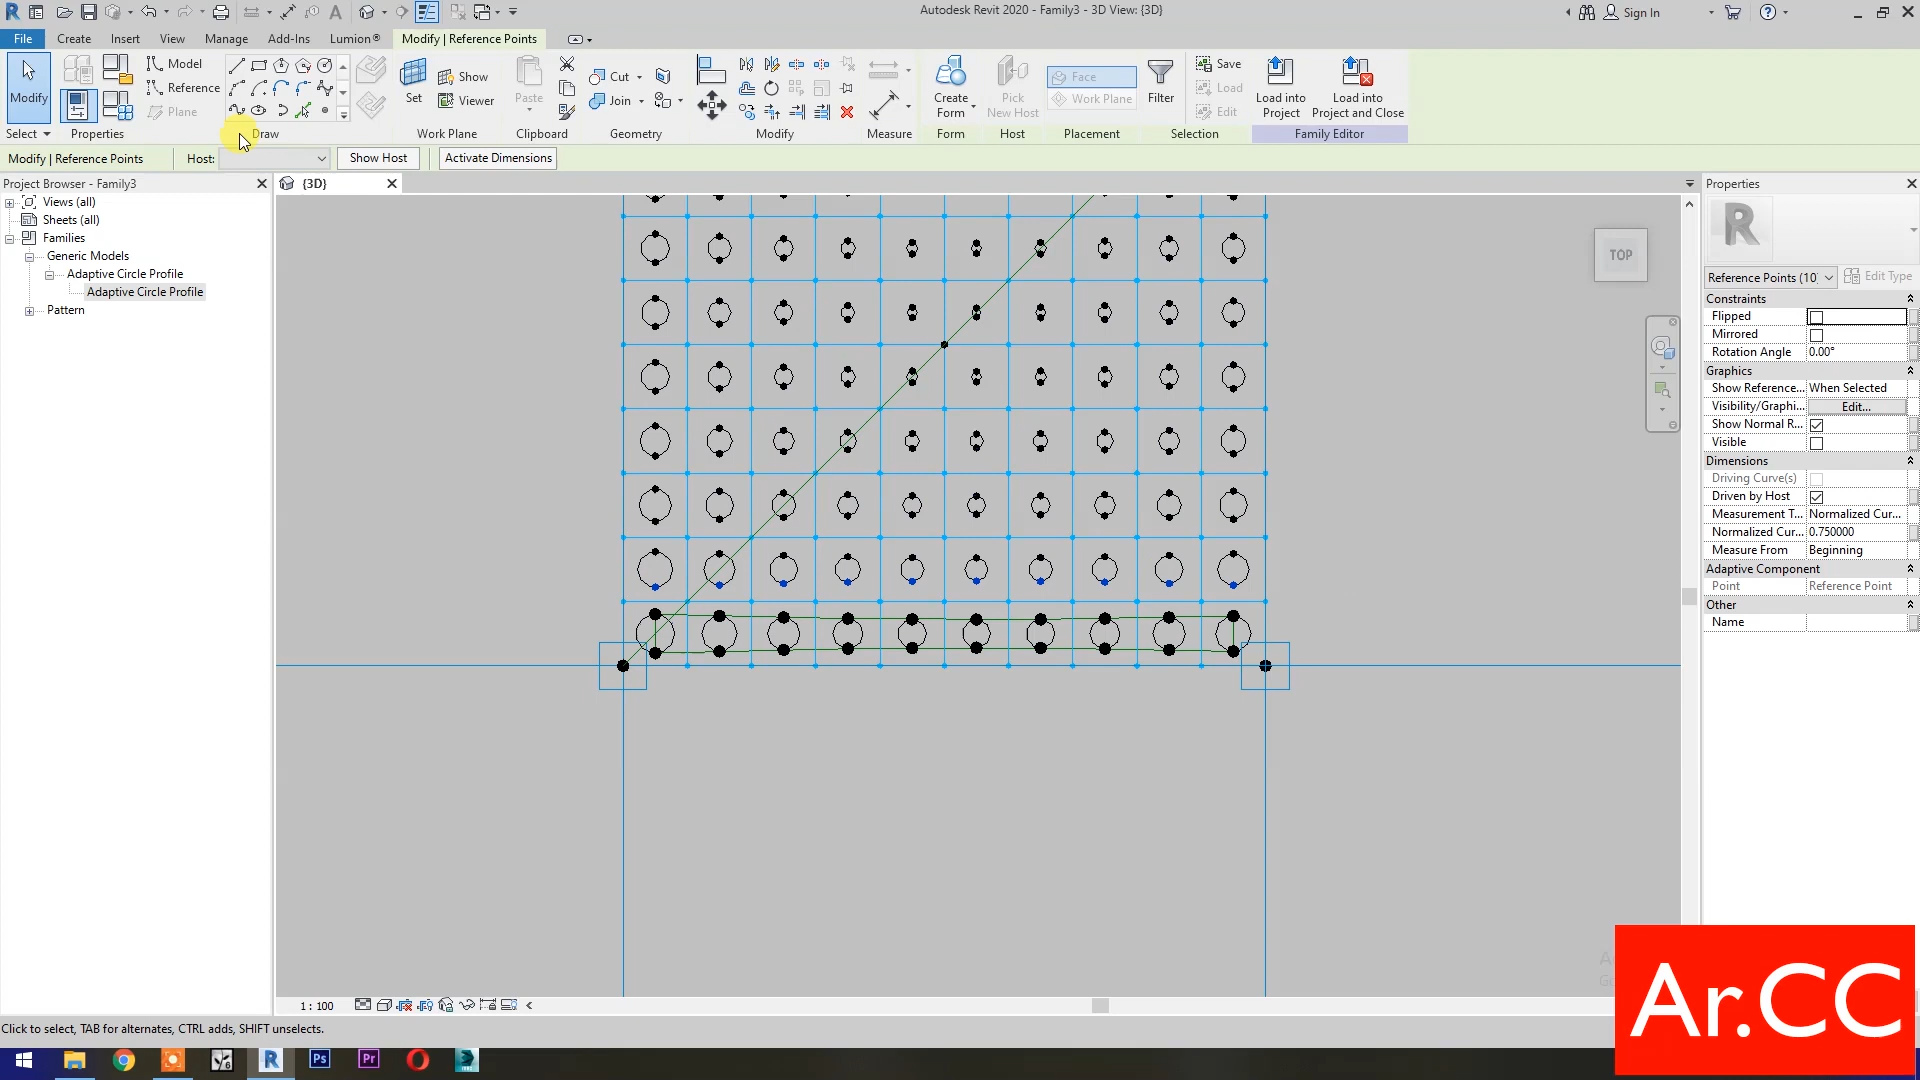 Autodesk Revit 2020 - Family3 - 3D View: {3D}
Sign In
File
Create
Insert
View
Manage
Add-Ins
Lumion®
Modify | Reference Points
Modify
Select
Properties
Model
Reference
Plane
Draw
Set
Show
Viewer
Work Plane
Paste
Clipboard
Cut
Join
Geometry
Modify
Measure
Create Form
Form
Pick New Host
Host
Face
Work Plane
Placement
Filter
Save
Load
Edit
Selection
Load into Project
Load into Project and Close
Family Editor
Modify | Reference Points
Host:
Show Host
Activate Dimensions
Project Browser - Family3
{3D}
Properties
Views (all)
Sheets (all)
Families
Generic Models
Adaptive Circle Profile
Adaptive Circle Profile
Pattern
TOP
Reference Points (10
Edit Type
Constraints
Flipped
Mirrored
Rotation Angle 0.00°
Graphics
Show Reference... When Selected
Visibility/Graphi... Edit...
Show Normal R...
Visible
Dimensions
Driving Curve(s)
Driven by Host
Measurement T... Normalized Cur...
Normalized Cur... 0.750000
Measure From Beginning
Adaptive Component
Point Reference Point
Other
Name
1 : 100
Click to select, TAB for alternates, CTRL adds, SHIFT unselects.
Ps
Pr
Ar.CC